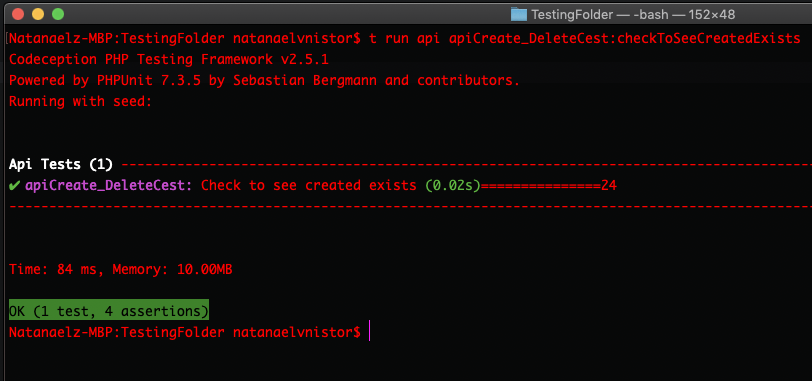 TestingFolder — -bash — 152×48
Natanaelz-MBP:TestingFolder natanaelvnistor$ t run api apiCreate_DeleteCest:checkToSeeCreatedExists
Codeception PHP Testing Framework v2.5.1
Powered by PHPUnit 7.3.5 by Sebastian Bergmann and contributors.
Running with seed:
Api Tests (1) ------------------------------------------------------------------------------------
✔ apiCreate_DeleteCest: Check to see created exists (0.02s)===============24
----------------------------------------------------------------------------------------------------
Time: 84 ms, Memory: 10.00MB
OK (1 test, 4 assertions)
Natanaelz-MBP:TestingFolder natanaelvnistor$